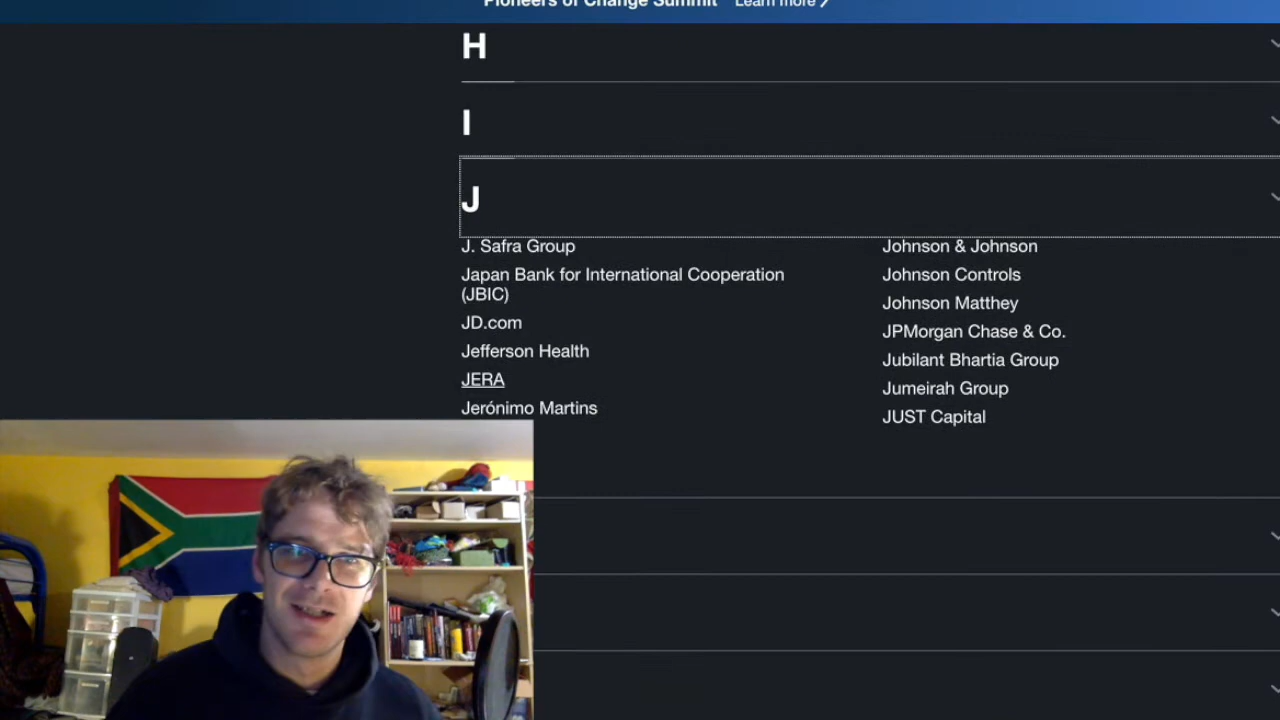 Pioneers of Change Summit Learn more
H
I
J
J. Safra Group
Japan Bank for International Cooperation
(JBIC)
JD.com
Jefferson Health
JERA
Jerónimo Martins
Johnson & Johnson
Johnson Controls
Johnson Matthey
JPMorgan Chase & Co.
Jubilant Bhartia Group
Jumeirah Group
JUST Capital